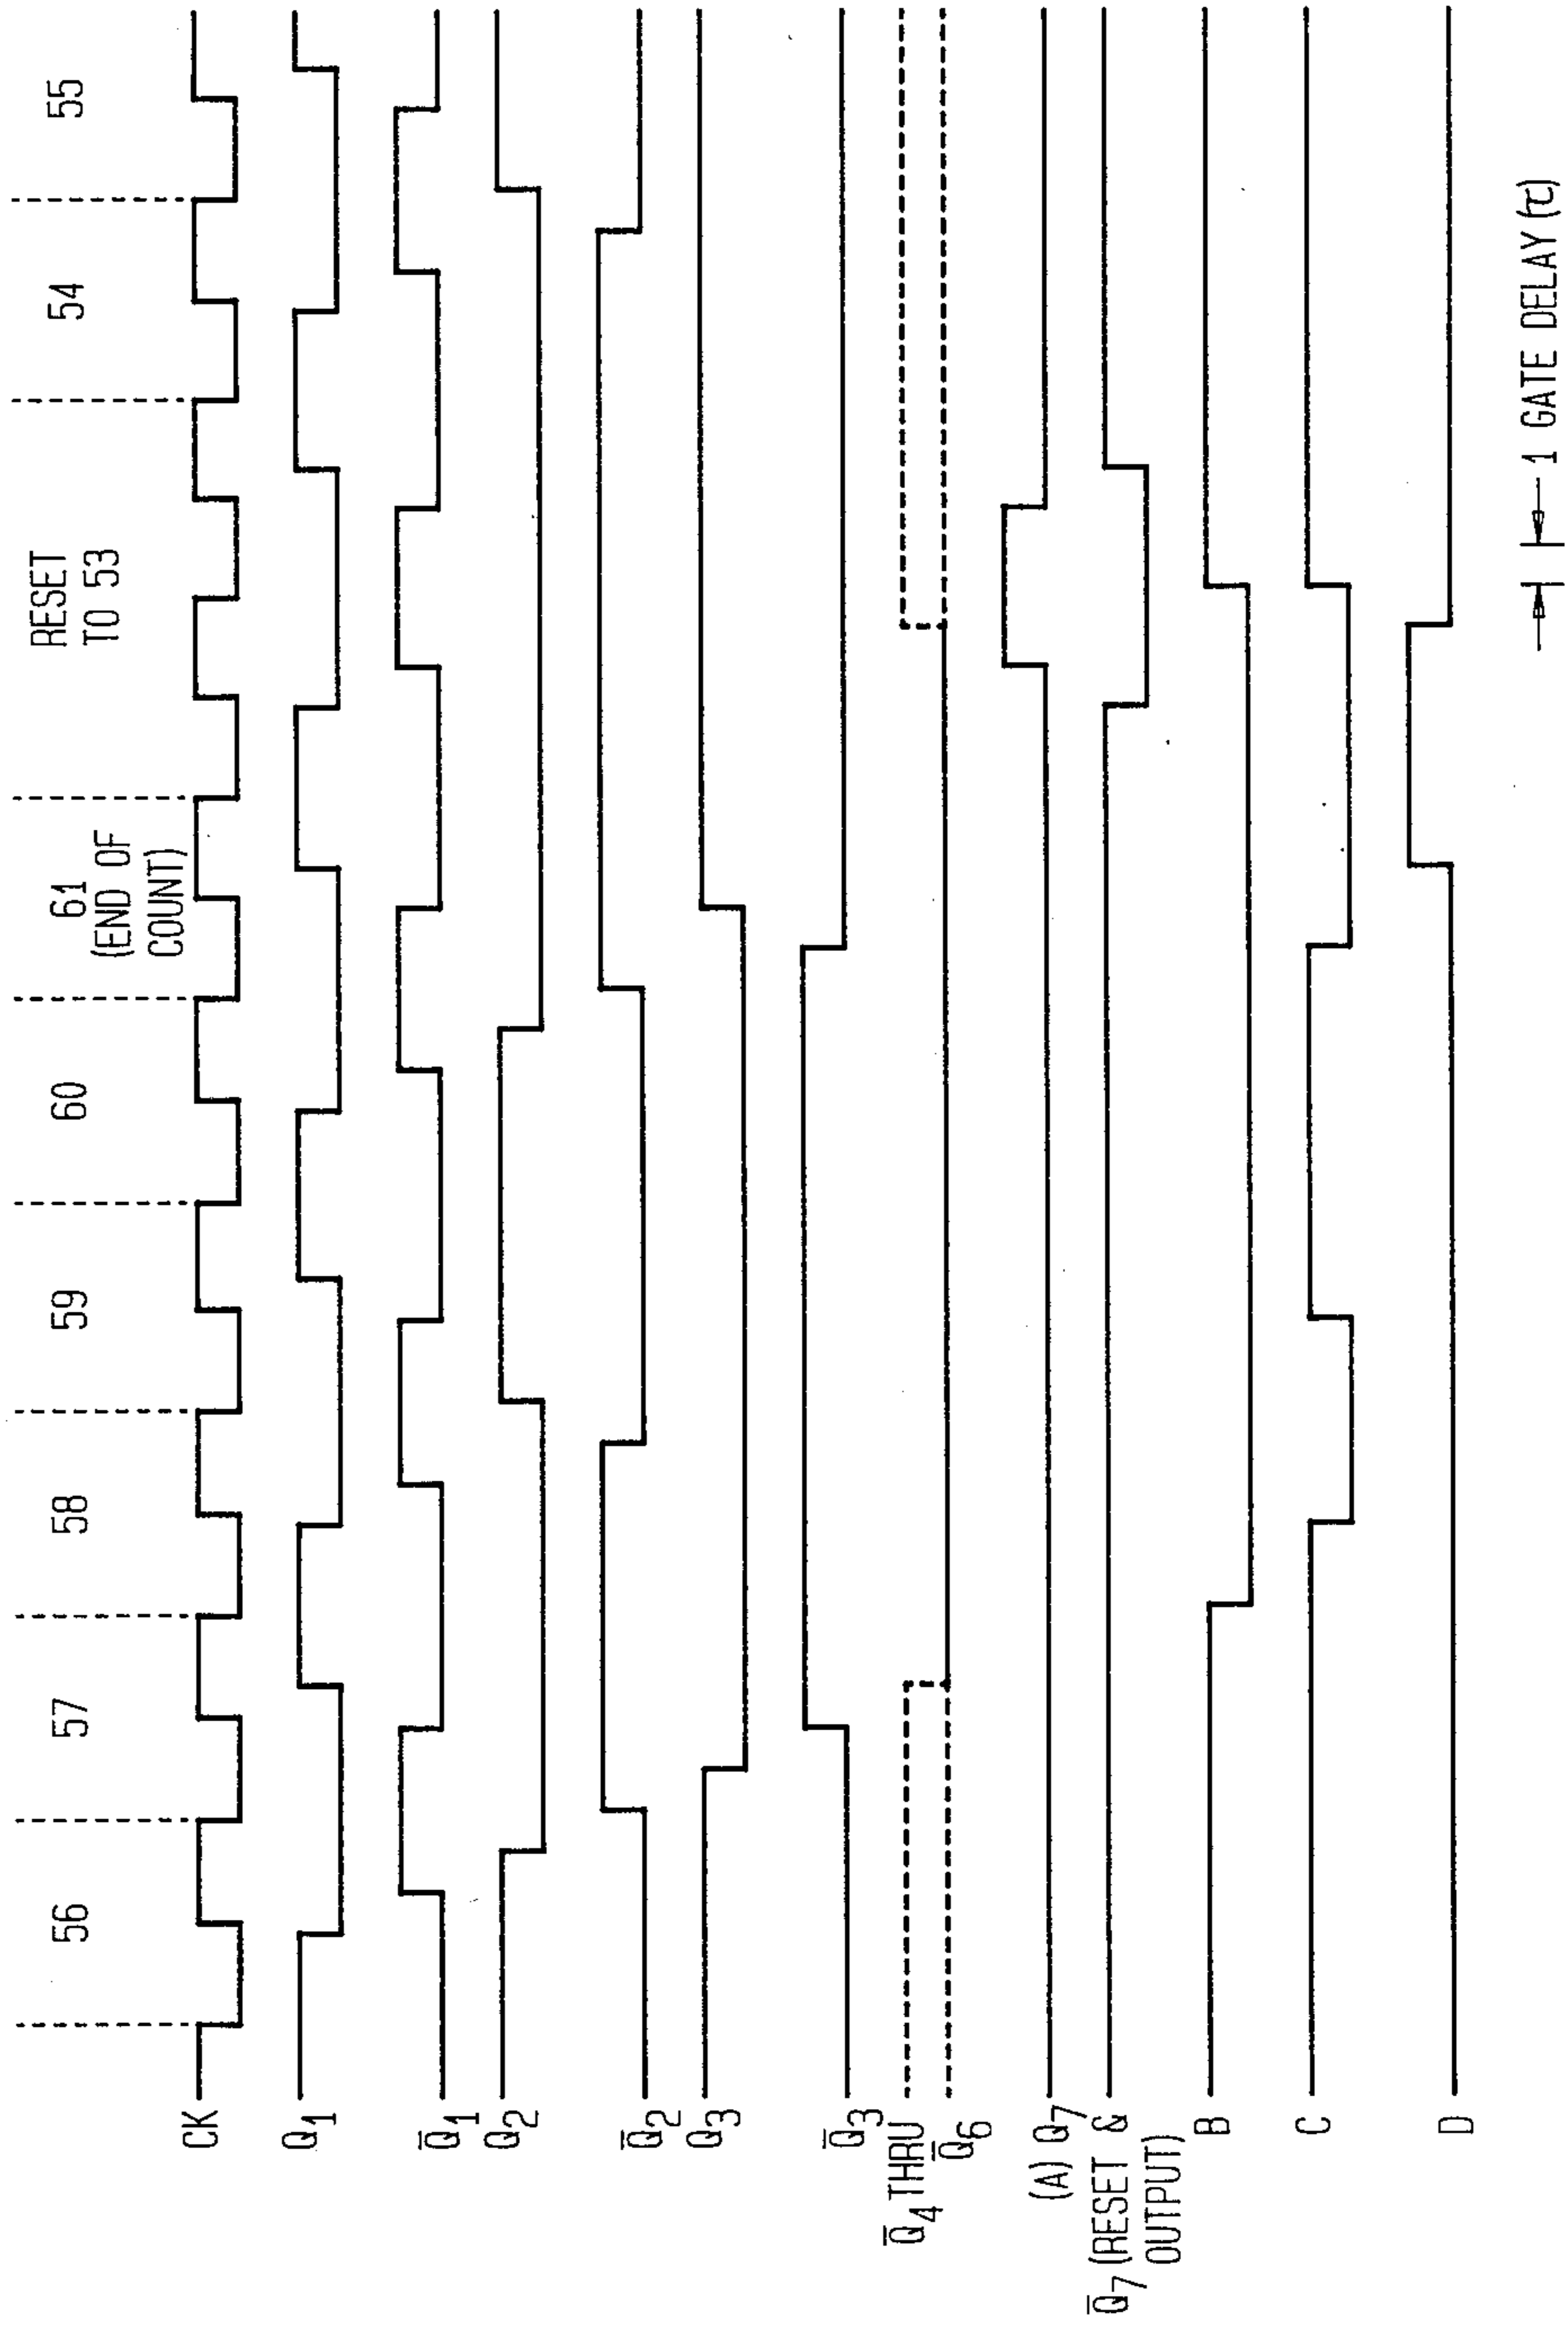 56
57
58
59
60
61
(END OF
COUNT)
RESET
TO 53
54
55
CK
Q1
Q̅1
Q2
Q̅2
Q3
Q̅3
Q̅4 THRU
Q̅6
(A) Q7
Q̅7 (RESET &
OUTPUT)
B
C
D
1 GATE DELAY (τ)